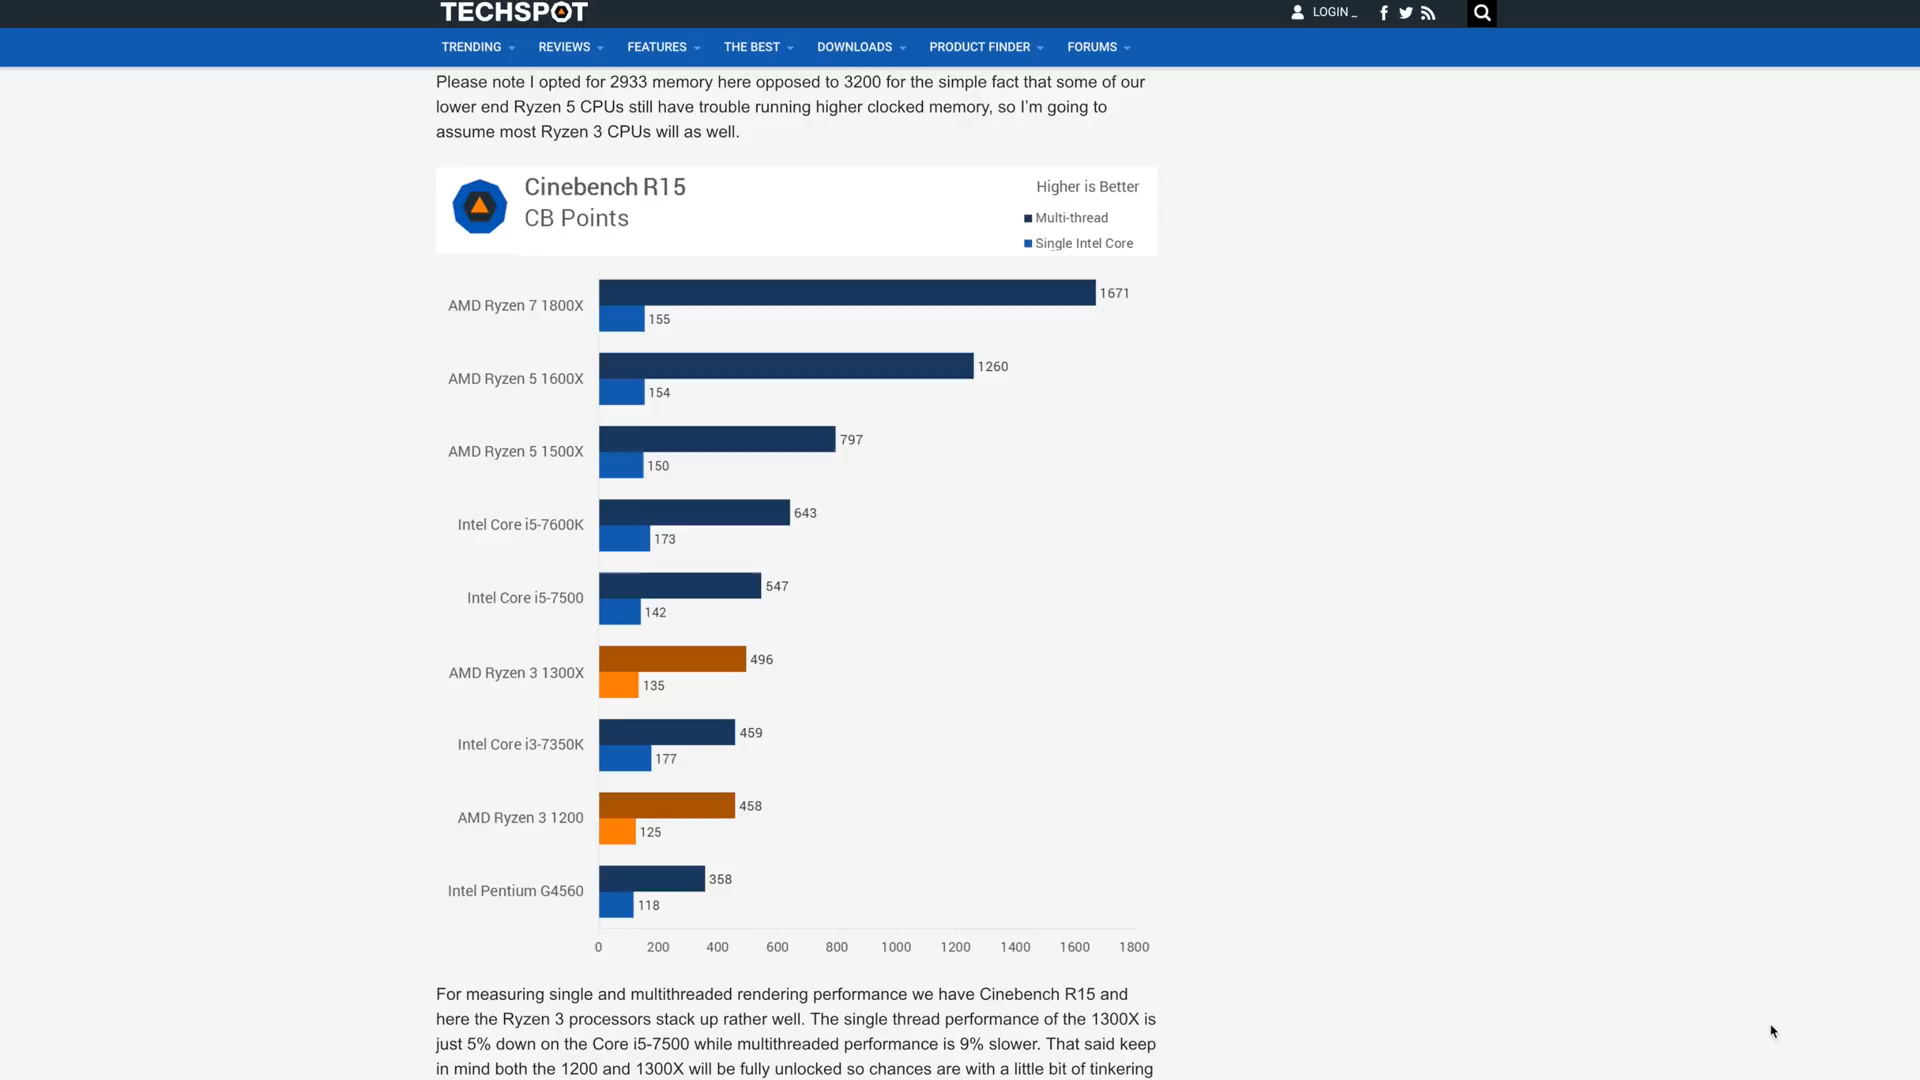 TECHSPOT
LOGIN _
TRENDING REVIEWS FEATURES THE BEST DOWNLOADS PRODUCT FINDER FORUMS
Please note I opted for 2933 memory here opposed to 3200 for the simple fact that some of our
lower end Ryzen 5 CPUs still have trouble running higher clocked memory, so I'm going to
assume most Ryzen 3 CPUs will as well.
Cinebench R15
CB Points
Higher is Better
Multi-thread
Single Intel Core
AMD Ryzen 7 1800X
1671
155
AMD Ryzen 5 1600X
1260
154
AMD Ryzen 5 1500X
797
150
Intel Core i5-7600K
643
173
Intel Core i5-7500
547
142
AMD Ryzen 3 1300X
496
135
Intel Core i3-7350K
459
177
AMD Ryzen 3 1200
458
125
Intel Pentium G4560
358
118
0 200 400 600 800 1000 1200 1400 1600 1800
For measuring single and multithreaded rendering performance we have Cinebench R15 and
here the Ryzen 3 processors stack up rather well. The single thread performance of the 1300X is
just 5% down on the Core i5-7500 while multithreaded performance is 9% slower. That said keep
in mind both the 1200 and 1300X will be fully unlocked so chances are with a little bit of tinkering